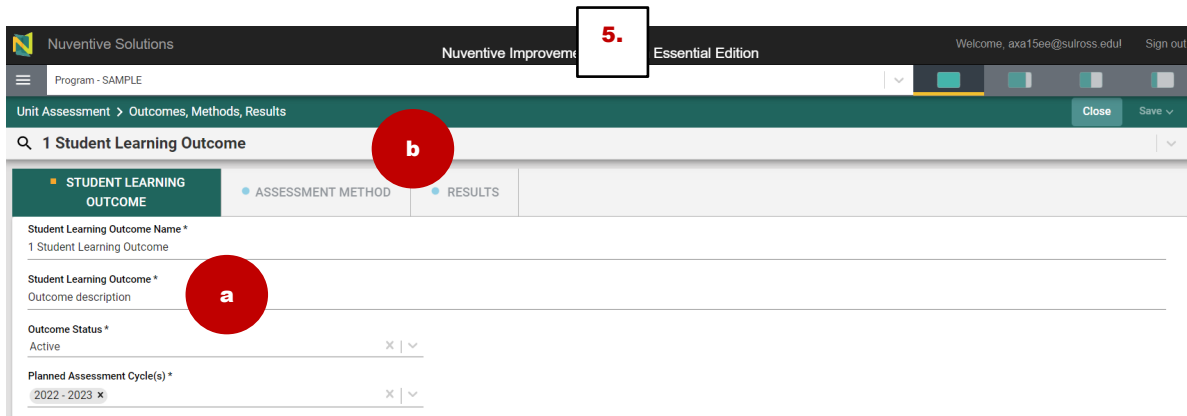 5.
Nuventive Solutions
Nuventive Improveme Essential Edition
Welcome, axa15ee@sulross.edu!
Sign out
Program - SAMPLE
Unit Assessment > Outcomes, Methods, Results
Close
Save
1 Student Learning Outcome
b
STUDENT LEARNING
OUTCOME
ASSESSMENT METHOD
RESULTS
Student Learning Outcome Name *
1 Student Learning Outcome
Student Learning Outcome *
Outcome description
a
Outcome Status *
Active
Planned Assessment Cycle(s) *
2022 - 2023 ×